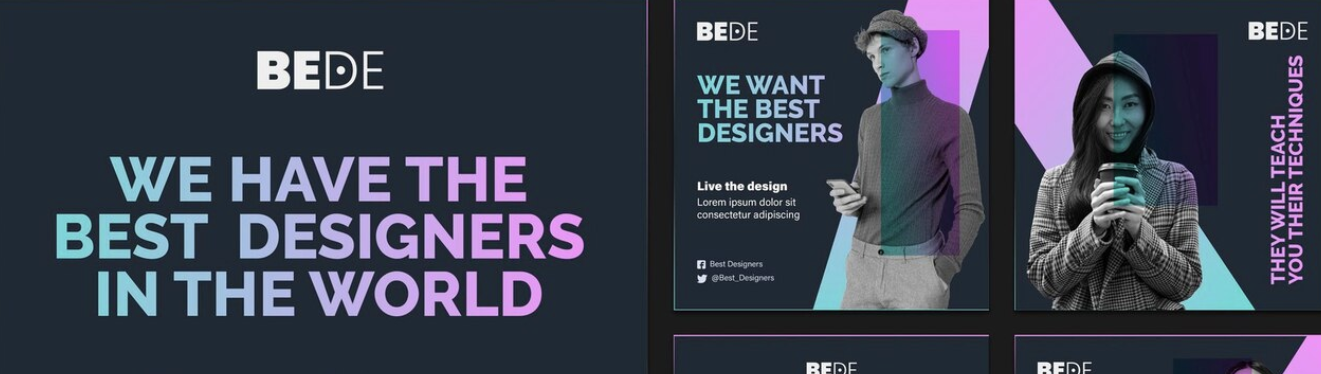 BEDE
WE HAVE THE
BEST DESIGNERS
IN THE WORLD
BEDE
WE WANT
THE BEST
DESIGNERS
Live the design
Lorem ipsum dolor sit
consectetur adipiscing
Best Designers
@Best_Designers
BEDE
THEY WILL TEACH
YOU THEIR TECHNIQUES
BEDE
BEDE